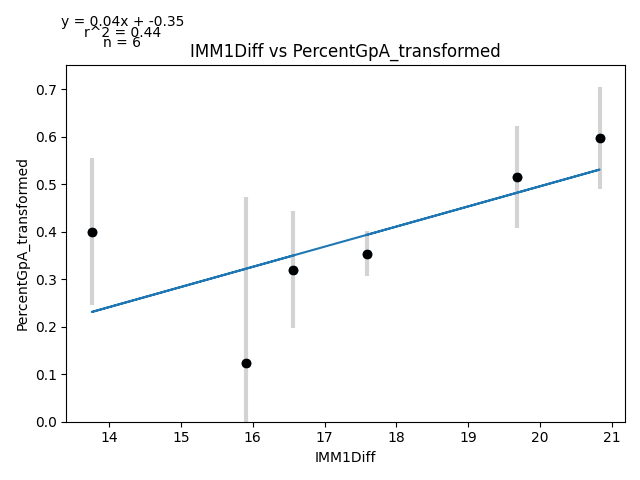 y = 0.04x + -0.35
r^2 = 0.44
n = 6
IMM1Diff vs PercentGpA_transformed
0.7
0.6
0.5
0.4
0.3
0.2
0.1
0.0
PercentGpA_transformed
14 15 16 17 18 19 20 21
IMM1Diff